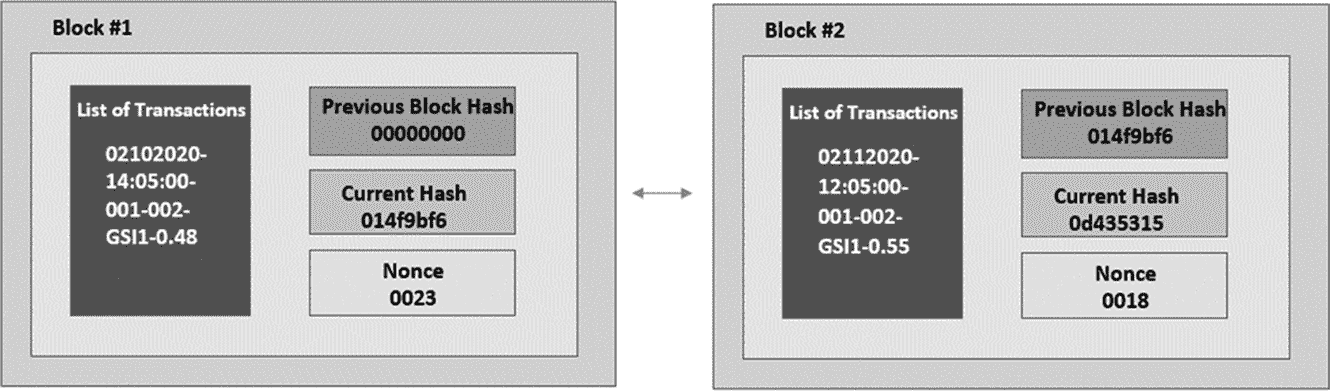 Block #1
List of Transactions
02102020-
14:05:00-
001-002-
GSI1-0.48
Previous Block Hash
00000000
Current Hash
014f9bf6
Nonce
0023
Block #2
List of Transactions
02112020-
12:05:00-
001-002-
GSI1-0.55
Previous Block Hash
014f9bf6
Current Hash
0d435315
Nonce
0018